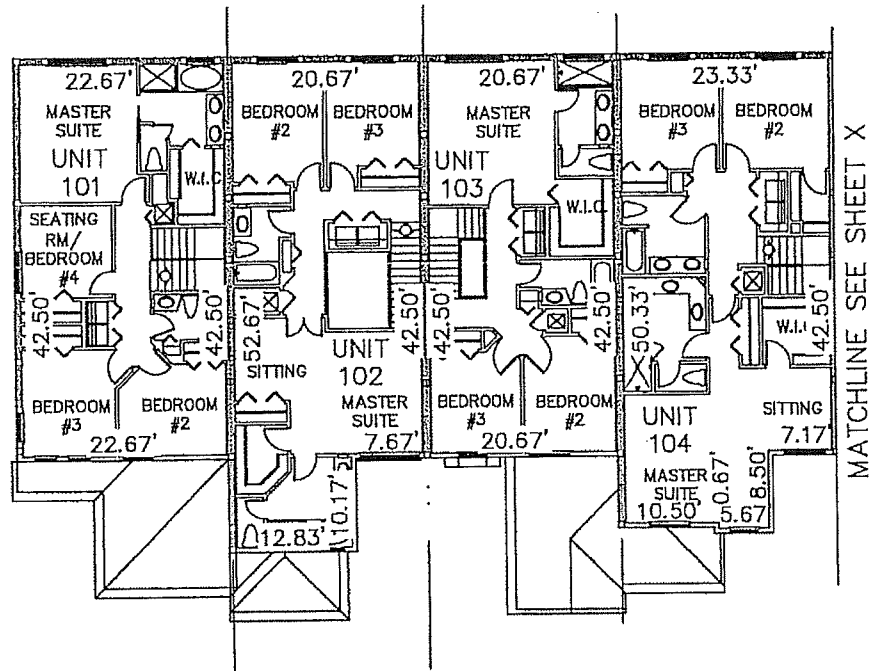 22.67'
MASTER
SUITE
UNIT
101
W.I.C
SEATING
RM/
BEDROOM
#4
42.50'
42.50'
BEDROOM
#3
BEDROOM
#2
22.67'
20.67'
BEDROOM
#2
BEDROOM
#3
52.67'
42.50'
UNIT
102
SITTING
MASTER
SUITE
7.67'
10.17'
12.83'
20.67'
MASTER
SUITE
UNIT
103
W.I.C.
42.50'
42.50'
BEDROOM
#3
BEDROOM
#2
20.67'
23.33'
BEDROOM
#3
BEDROOM
#2
50.33'
W.I.C
42.50'
UNIT
104
SITTING
7.17'
MASTER
SUITE
10.50'
0.67'
8.50'
5.67
MATCHLINE SEE SHEET X